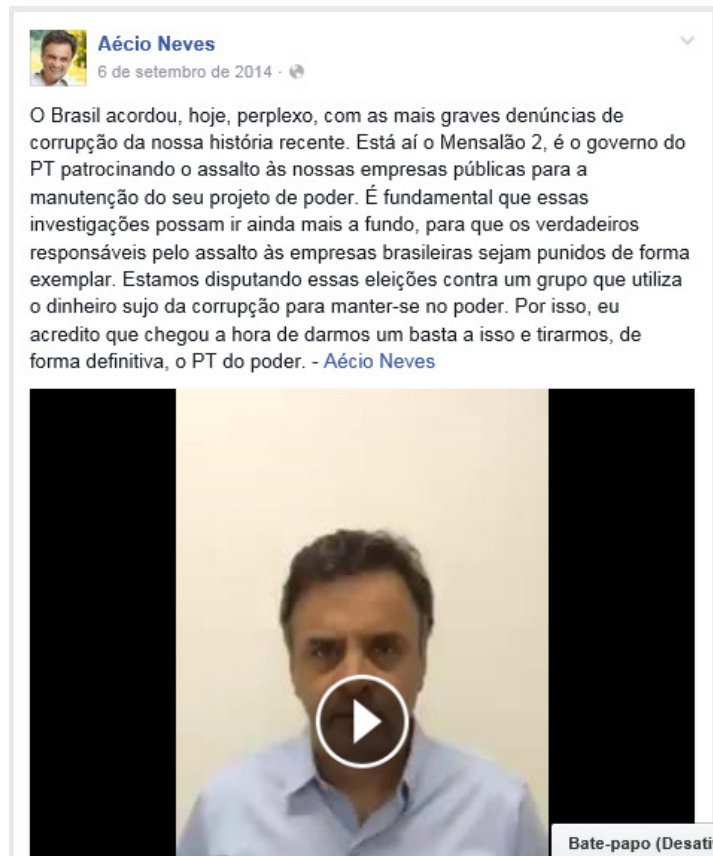 Aécio Neves
6 de setembro de 2014 ·
O Brasil acordou, hoje, perplexo, com as mais graves denúncias de
corrupção da nossa história recente. Está aí o Mensalão 2, é o governo do
PT patrocinando o assalto às nossas empresas públicas para a
manutenção do seu projeto de poder. É fundamental que essas
investigações possam ir ainda mais a fundo, para que os verdadeiros
responsáveis pelo assalto às empresas brasileiras sejam punidos de forma
exemplar. Estamos disputando essas eleições contra um grupo que utiliza
o dinheiro sujo da corrupção para manter-se no poder. Por isso, eu
acredito que chegou a hora de darmos um basta a isso e tirarmos, de
forma definitiva, o PT do poder. - Aécio Neves
Bate-papo (Desati